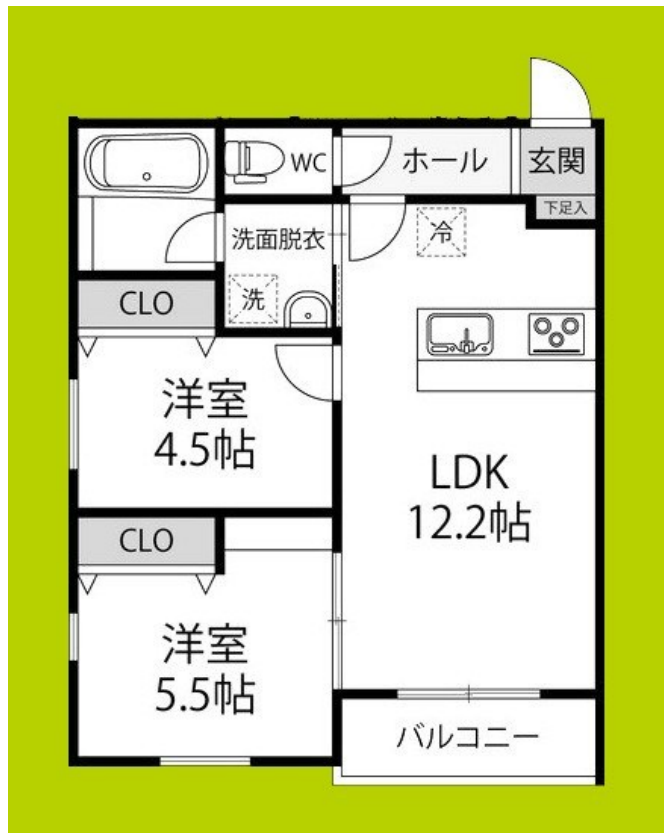 WC
ホール
玄関
下足入
洗面脱衣
冷
洗
CLO
洋室
4.5帖
LDK
12.2帖
CLO
洋室
5.5帖
バルコニー